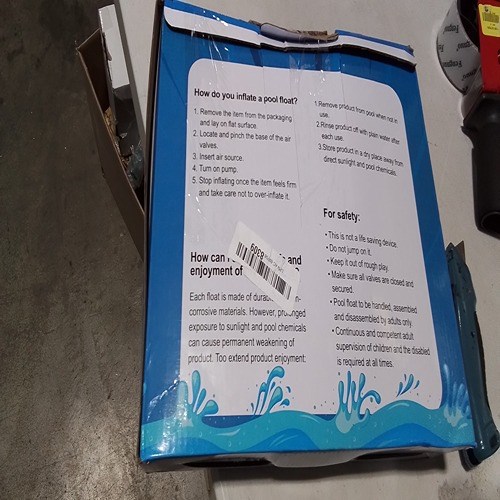 How do you inflate a pool float?
1. Remove the item from the packaging
and lay on flat surface.
2. Locate and pinch the base of the air
valves.
3. Insert air source.
4. Turn on pump.
5. Stop inflating once the item feels firm
and take care not to over-inflate it.
How can and
enjoyment of ?
Each float is made of
corrosive materials. However, prolonged
exposure to sunlight and pool chemicals
can cause permanent weakening of
product. Too extend product enjoyment:
1.Remove product from pool when not in
use.
2.Rinse product off with plain water after
each use.
3.Store product in a dry place away from
direct sunlight and pool chemicals.
For safety:
• This is not a life saving device.
• Do not jump on it.
• Keep it out of rough play.
• Make sure all valves are closed and
secured.
• Pool float to be handled, assembled
and disassembled by adults only.
• Continuous and competent adult
supervision of children and the disabled
is required at all times.